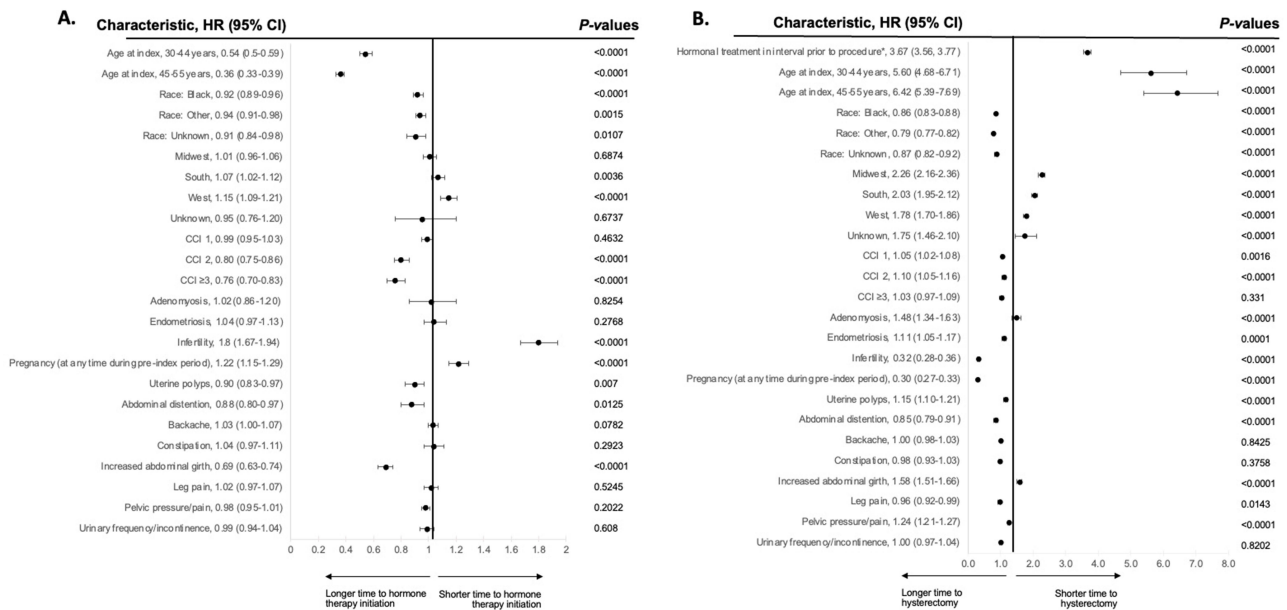 A.
Characteristic, HR (95% CI)
P-values
Age at index, 30-44 years, 0.54 (0.5-0.59)
<0.0001
Age at index, 45-55 years, 0.36 (0.33-0.39)
<0.0001
Race: Black, 0.92 (0.89-0.96)
<0.0001
Race: Other, 0.94 (0.91-0.98)
0.0015
Race: Unknown, 0.91 (0.84-0.98)
0.0107
Midwest, 1.01 (0.96-1.06)
0.6874
South, 1.07 (1.02-1.12)
0.0036
West, 1.15 (1.09-1.21)
<0.0001
Unknown, 0.95 (0.76-1.20)
0.6737
CCI 1, 0.99 (0.95-1.03)
0.4632
CCI 2, 0.80 (0.75-0.86)
<0.0001
CCI ≥3, 0.76 (0.70-0.83)
<0.0001
Adenomyosis, 1.02 (0.86-1.20)
0.8254
Endometriosis, 1.04 (0.97-1.13)
0.2768
Infertility, 1.8 (1.67-1.94)
<0.0001
Pregnancy (at any time during pre-index period), 1.22 (1.15-1.29)
<0.0001
Uterine polyps, 0.90 (0.83-0.97)
0.007
Abdominal distention, 0.88 (0.80-0.97)
0.0125
Backache, 1.03 (1.00-1.07)
0.0782
Constipation, 1.04 (0.97-1.11)
0.2923
Increased abdominal girth, 0.69 (0.63-0.74)
<0.0001
Leg pain, 1.02 (0.97-1.07)
0.5245
Pelvic pressure/pain, 0.98 (0.95-1.01)
0.2022
Urinary frequency/incontinence, 0.99 (0.94-1.04)
0.608
0 0.2 0.4 0.6 0.8 1 1.2 1.4 1.6 1.8 2
Longer time to hormone
therapy initiation
Shorter time to hormone
therapy initiation
B.
Characteristic, HR (95% CI)
P-values
Hormonal treatment in interval prior to procedure*, 3.67 (3.56, 3.77)
<0.0001
Age at index, 30-44 years, 5.60 (4.68-6.71)
<0.0001
Age at index, 45-55 years, 6.42 (5.39-7.69)
<0.0001
Race: Black, 0.86 (0.83-0.88)
<0.0001
Race: Other, 0.79 (0.77-0.82)
<0.0001
Race: Unknown, 0.87 (0.82-0.92)
<0.0001
Midwest, 2.26 (2.16-2.36)
<0.0001
South, 2.03 (1.95-2.12)
<0.0001
West, 1.78 (1.70-1.86)
<0.0001
Unknown, 1.75 (1.46-2.10)
<0.0001
CCI 1, 1.05 (1.02-1.08)
0.0016
CCI 2, 1.10 (1.05-1.16)
<0.0001
CCI ≥3, 1.03 (0.97-1.09)
0.331
Adenomyosis, 1.48 (1.34-1.63)
<0.0001
Endometriosis, 1.11 (1.05-1.17)
0.0001
Infertility, 0.32 (0.28-0.36)
<0.0001
Pregnancy (at any time during pre-index period), 0.30 (0.27-0.33)
<0.0001
Uterine polyps, 1.15 (1.10-1.21)
<0.0001
Abdominal distention, 0.85 (0.79-0.91)
<0.0001
Backache, 1.00 (0.98-1.03)
0.8425
Constipation, 0.98 (0.93-1.03)
0.3758
Increased abdominal girth, 1.58 (1.51-1.66)
<0.0001
Leg pain, 0.96 (0.92-0.99)
0.0143
Pelvic pressure/pain, 1.24 (1.21-1.27)
<0.0001
Urinary frequency/incontinence, 1.00 (0.97-1.04)
0.8202
0.0 1.0 2.0 3.0 4.0 5.0 6.0 7.0 8.0
Longer time to
hysterectomy
Shorter time to
hysterectomy